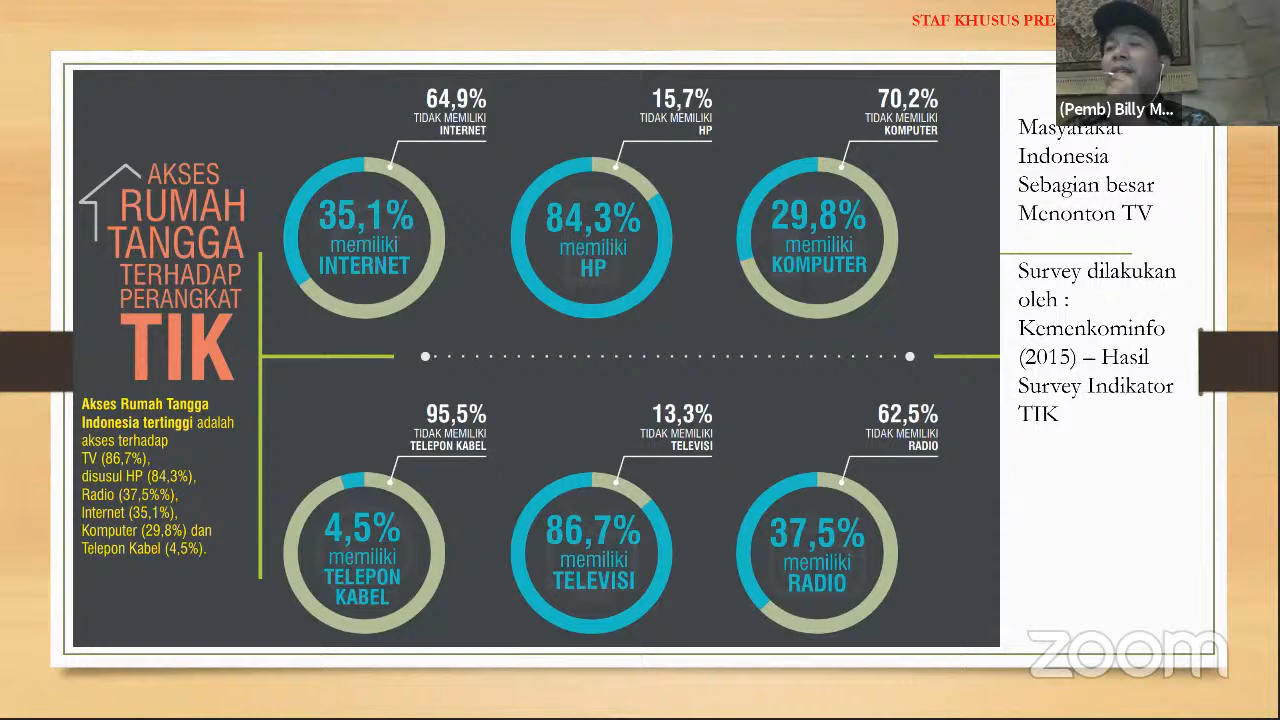 STAF KHUSUS PRE
(Pemb) Billy M...
AKSES
RUMAH
TANGGA
TERHADAP
PERANGKAT
TIK
Akses Rumah Tangga
Indonesia tertinggi adalah
akses terhadap
TV (86,7%),
disusul HP (84,3%),
Radio (37,5%%),
Internet (35,1%),
Komputer (29,8%) dan
Telepon Kabel (4,5%).
64,9%
TIDAK MEMILIKI
INTERNET
35,1%
memiliki
INTERNET
15,7%
TIDAK MEMILIKI
HP
84,3%
memiliki
HP
70,2%
TIDAK MEMILIKI
KOMPUTER
29,8%
memiliki
KOMPUTER
95,5%
TIDAK MEMILIKI
TELEPON KABEL
4,5%
memiliki
TELEPON
KABEL
13,3%
TIDAK MEMILIKI
TELEVISI
86,7%
memiliki
TELEVISI
62,5%
TIDAK MEMILIKI
RADIO
37,5%
memiliki
RADIO
Masyarakat
Indonesia
Sebagian besar
Menonton TV
Survey dilakukan
oleh :
Kemenkominfo
(2015) – Hasil
Survey Indikator
TIK
zoom